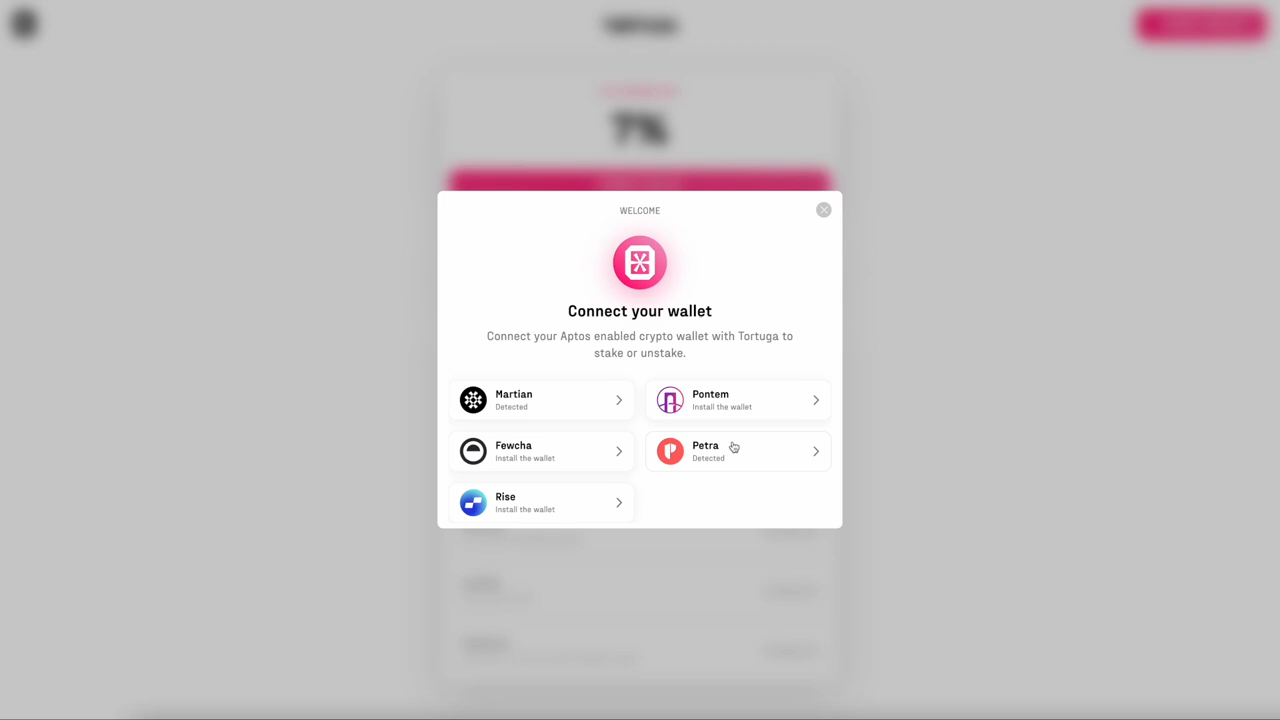 7%
WELCOME
Connect your wallet
Connect your Aptos enabled crypto wallet with Tortuga to
stake or unstake.
Martian
Detected
Pontem
Install the wallet
Fewcha
Install the wallet
Petra
Detected
Rise
Install the wallet